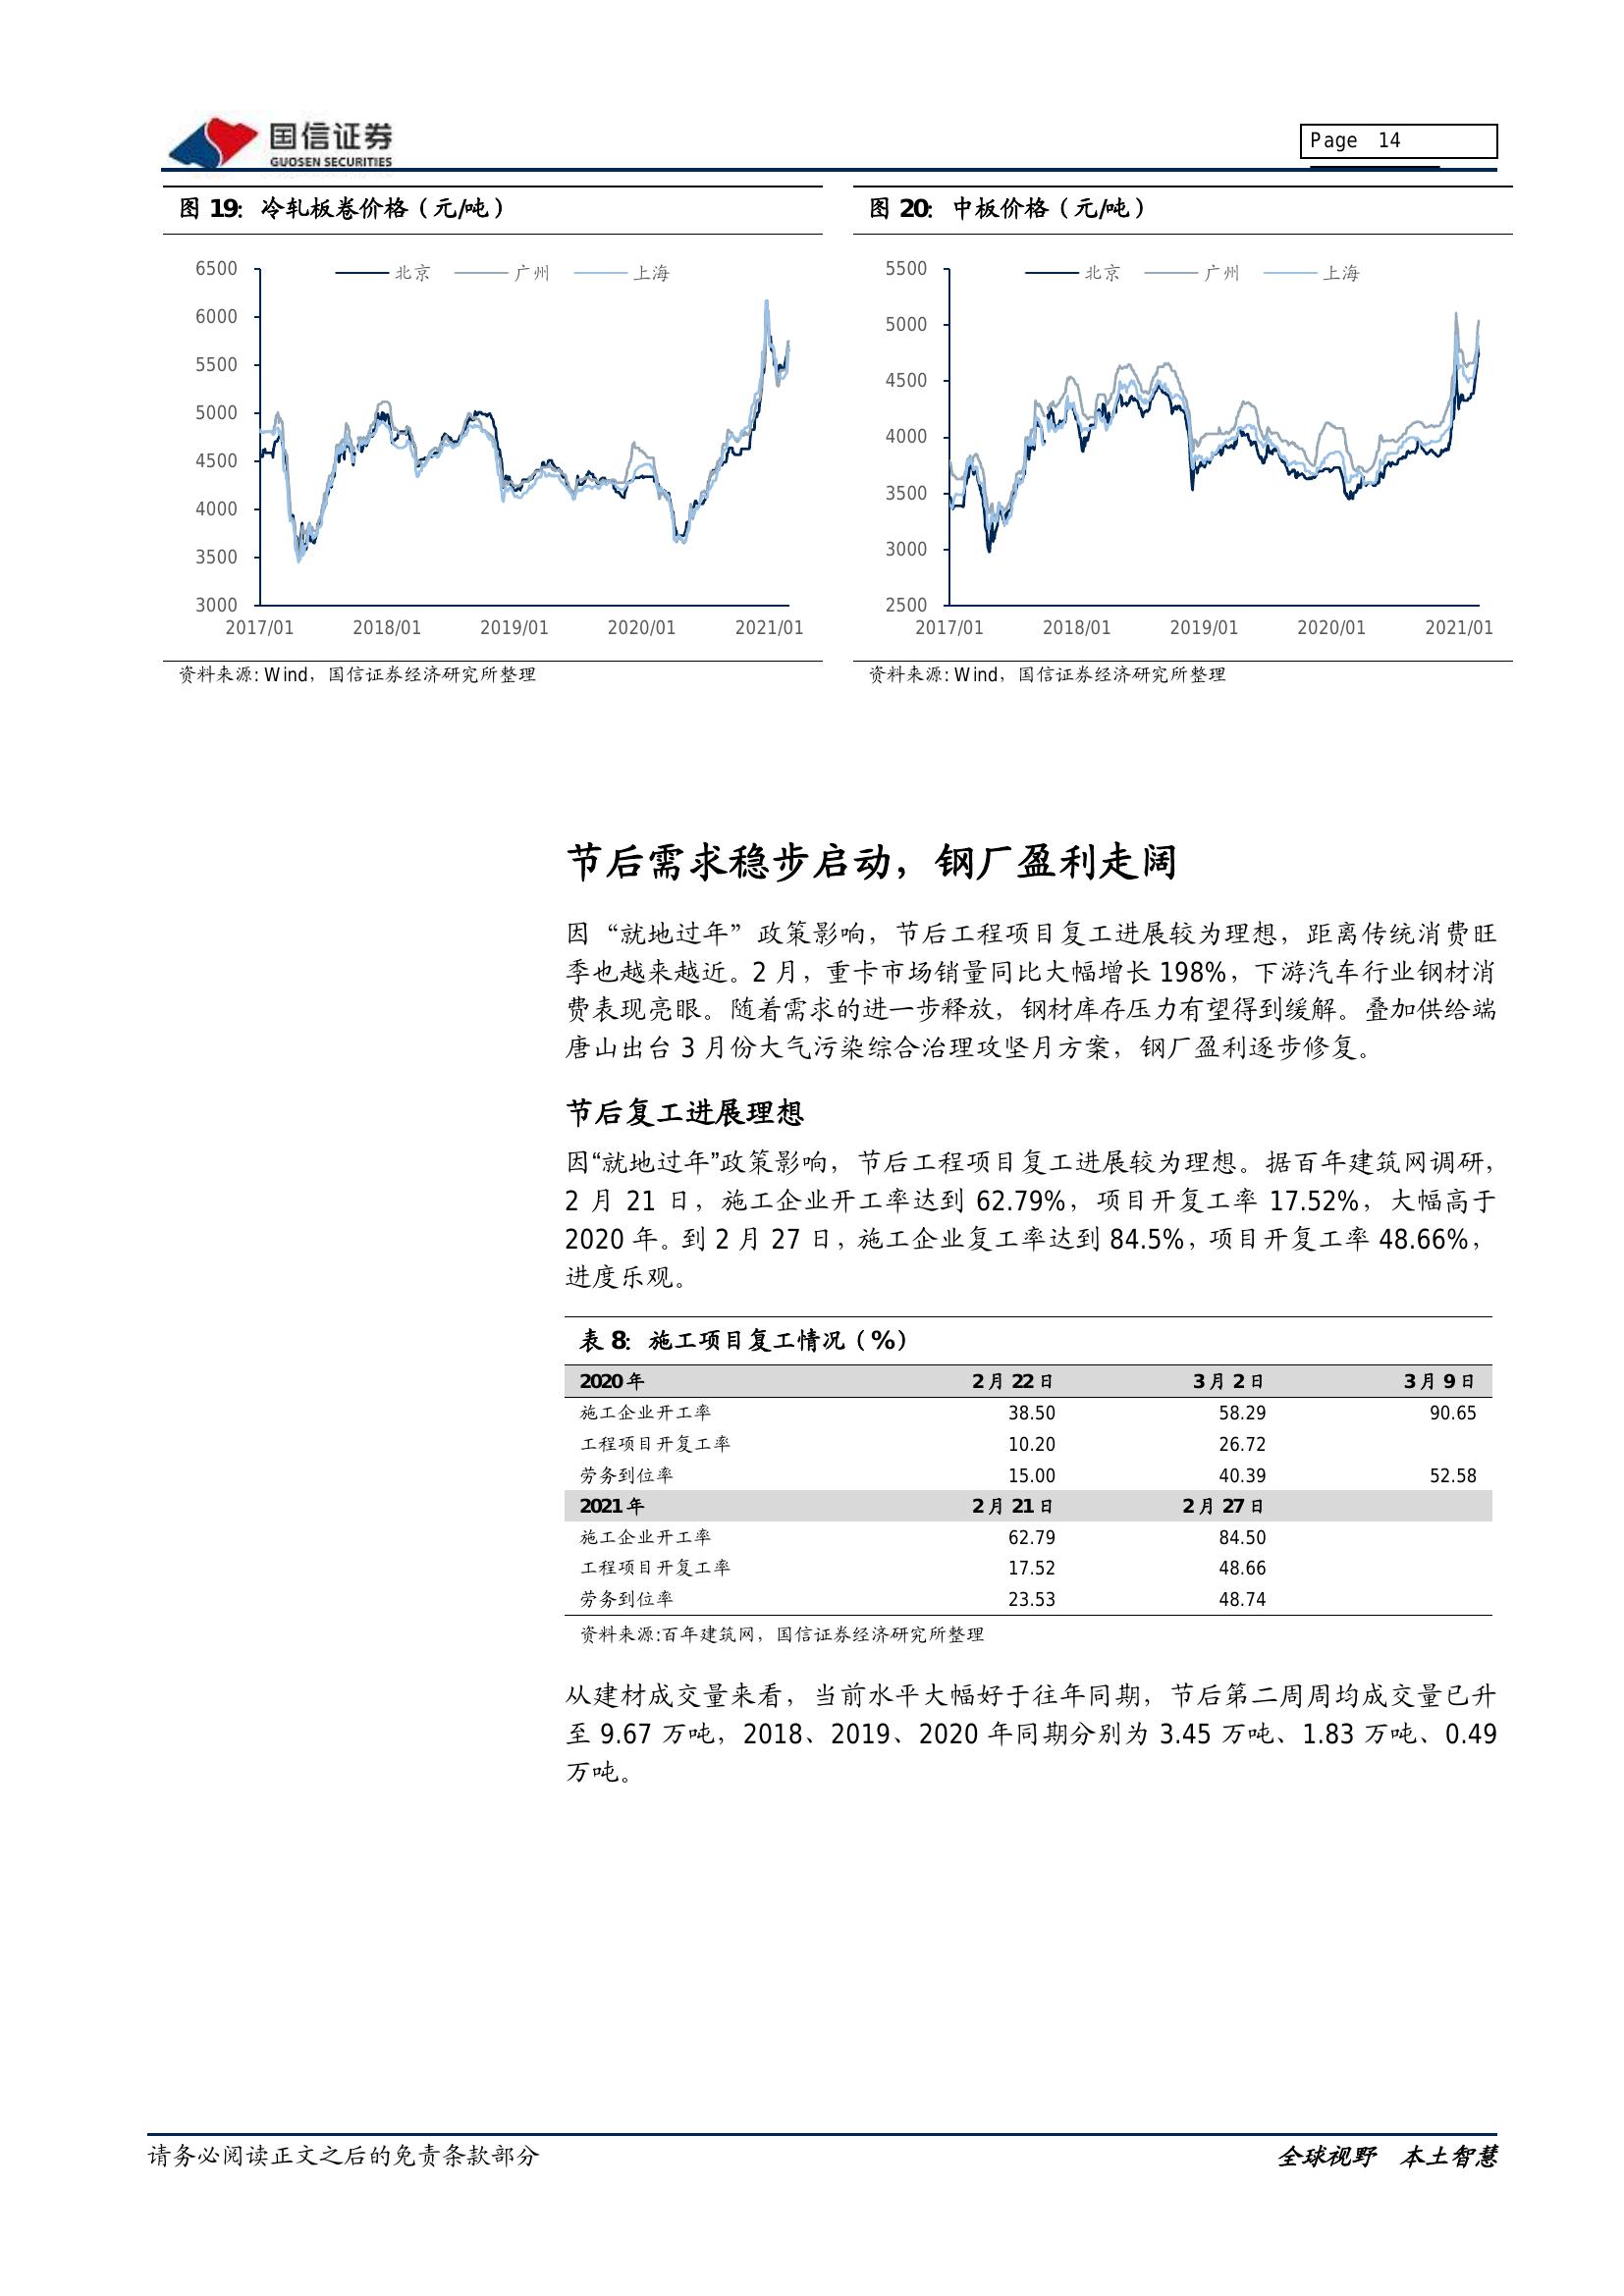 国信证券
GUOSEN SECURITIES
Page 14
图 19: 冷轧板卷价格（元/吨）
北京 广州 上海
6500
6000
5500
5000
4500
4000
3500
3000
2017/01 2018/01 2019/01 2020/01 2021/01
资料来源: Wind，国信证券经济研究所整理
图 20: 中板价格（元/吨）
北京 广州 上海
5500
5000
4500
4000
3500
3000
2500
2017/01 2018/01 2019/01 2020/01 2021/01
资料来源: Wind，国信证券经济研究所整理
节后需求稳步启动，钢厂盈利走阔
因“就地过年”政策影响，节后工程项目复工进展较为理想，距离传统消费旺
季也越来越近。2 月，重卡市场销量同比大幅增长 198%，下游汽车行业钢材消
费表现亮眼。随着需求的进一步释放，钢材库存压力有望得到缓解。叠加供给端
唐山出台 3 月份大气污染综合治理攻坚月方案，钢厂盈利逐步修复。
节后复工进展理想
因“就地过年”政策影响，节后工程项目复工进展较为理想。据百年建筑网调研，
2 月 21 日，施工企业开工率达到 62.79%，项目开复工率 17.52%，大幅高于
2020 年。到 2 月 27 日，施工企业复工率达到 84.5%，项目开复工率 48.66%，
进度乐观。
表 8: 施工项目复工情况（%）
2020 年 2 月 22 日 3 月 2 日 3 月 9 日
施工企业开工率 38.50 58.29 90.65
工程项目开复工率 10.20 26.72
劳务到位率 15.00 40.39 52.58
2021 年 2 月 21 日 2 月 27 日
施工企业开工率 62.79 84.50
工程项目开复工率 17.52 48.66
劳务到位率 23.53 48.74
资料来源:百年建筑网，国信证券经济研究所整理
从建材成交量来看，当前水平大幅好于往年同期，节后第二周周均成交量已升
至 9.67 万吨，2018、2019、2020 年同期分别为 3.45 万吨、1.83 万吨、0.49
万吨。
请务必阅读正文之后的免责条款部分
全球视野 本土智慧